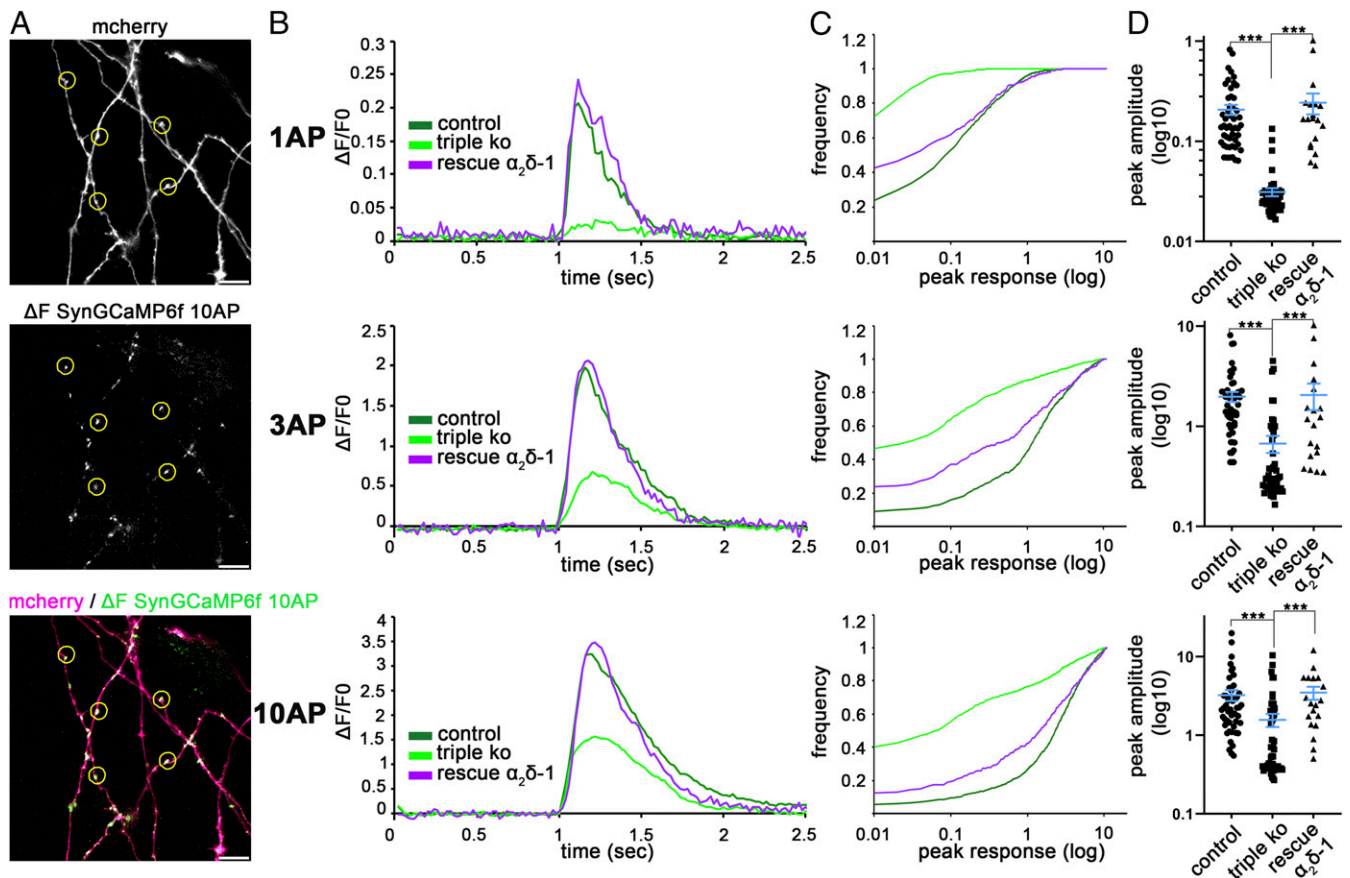 A
mcherry
ΔF SynGCaMP6f 10AP
mcherry / ΔF SynGCaMP6f 10AP
B
1AP
ΔF/F0
0.3
0.25
0.2
0.15
0.1
0.05
0
control
triple ko
rescue α₂δ-1
0 0.5 1 1.5 2 2.5
time (sec)
3AP
ΔF/F0
2.5
2
1.5
1
0.5
0
control
triple ko
rescue α₂δ-1
0 0.5 1 1.5 2 2.5
time (sec)
10AP
ΔF/F0
4
3.5
3
2.5
2
1.5
1
0.5
0
control
triple ko
rescue α₂δ-1
0 0.5 1 1.5 2 2.5
time (sec)
C
frequency
1.2
1
0.8
0.6
0.4
0.2
0.01 0.1 1 10
peak response (log)
frequency
1.2
1
0.8
0.6
0.4
0.2
0.01 0.1 1 10
peak response (log)
frequency
1.2
1
0.8
0.6
0.4
0.2
0.01 0.1 1 10
peak response (log)
D
peak amplitude
(log10)
1
0.1
0.01
*** ***
control
triple ko
rescue
α₂δ-1
peak amplitude
(log10)
10
1
0.1
*** ***
control
triple ko
rescue
α₂δ-1
peak amplitude
(log10)
10
1
0.1
*** ***
control
triple ko
rescue
α₂δ-1